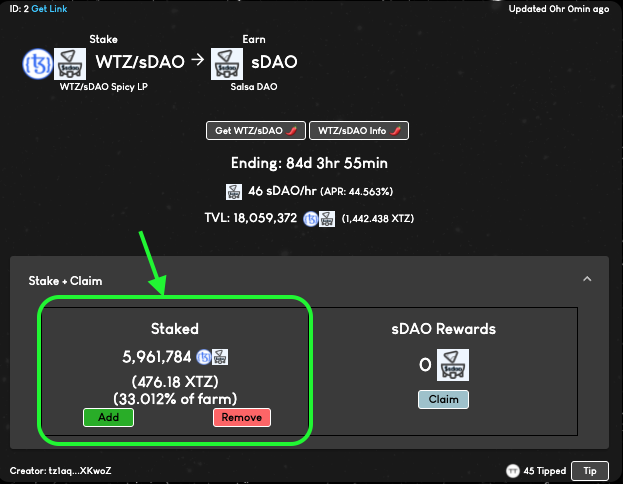 ID: 2 Get Link
Updated 0hr 0min ago
Stake
Earn
WTZ/sDAO → sDAO
WTZ/sDAO Spicy LP
Salsa DAO
Get WTZ/sDAO
WTZ/sDAO Info
Ending: 84d 3hr 55min
46 sDAO/hr (APR: 44.563%)
TVL: 18,059,372 (1,442.438 XTZ)
Stake + Claim
Staked
5,961,784
(476.18 XTZ)
(33.012% of farm)
Add
Remove
sDAO Rewards
0
Claim
Creator: tz1aq...XKwoZ
45 Tipped
Tip